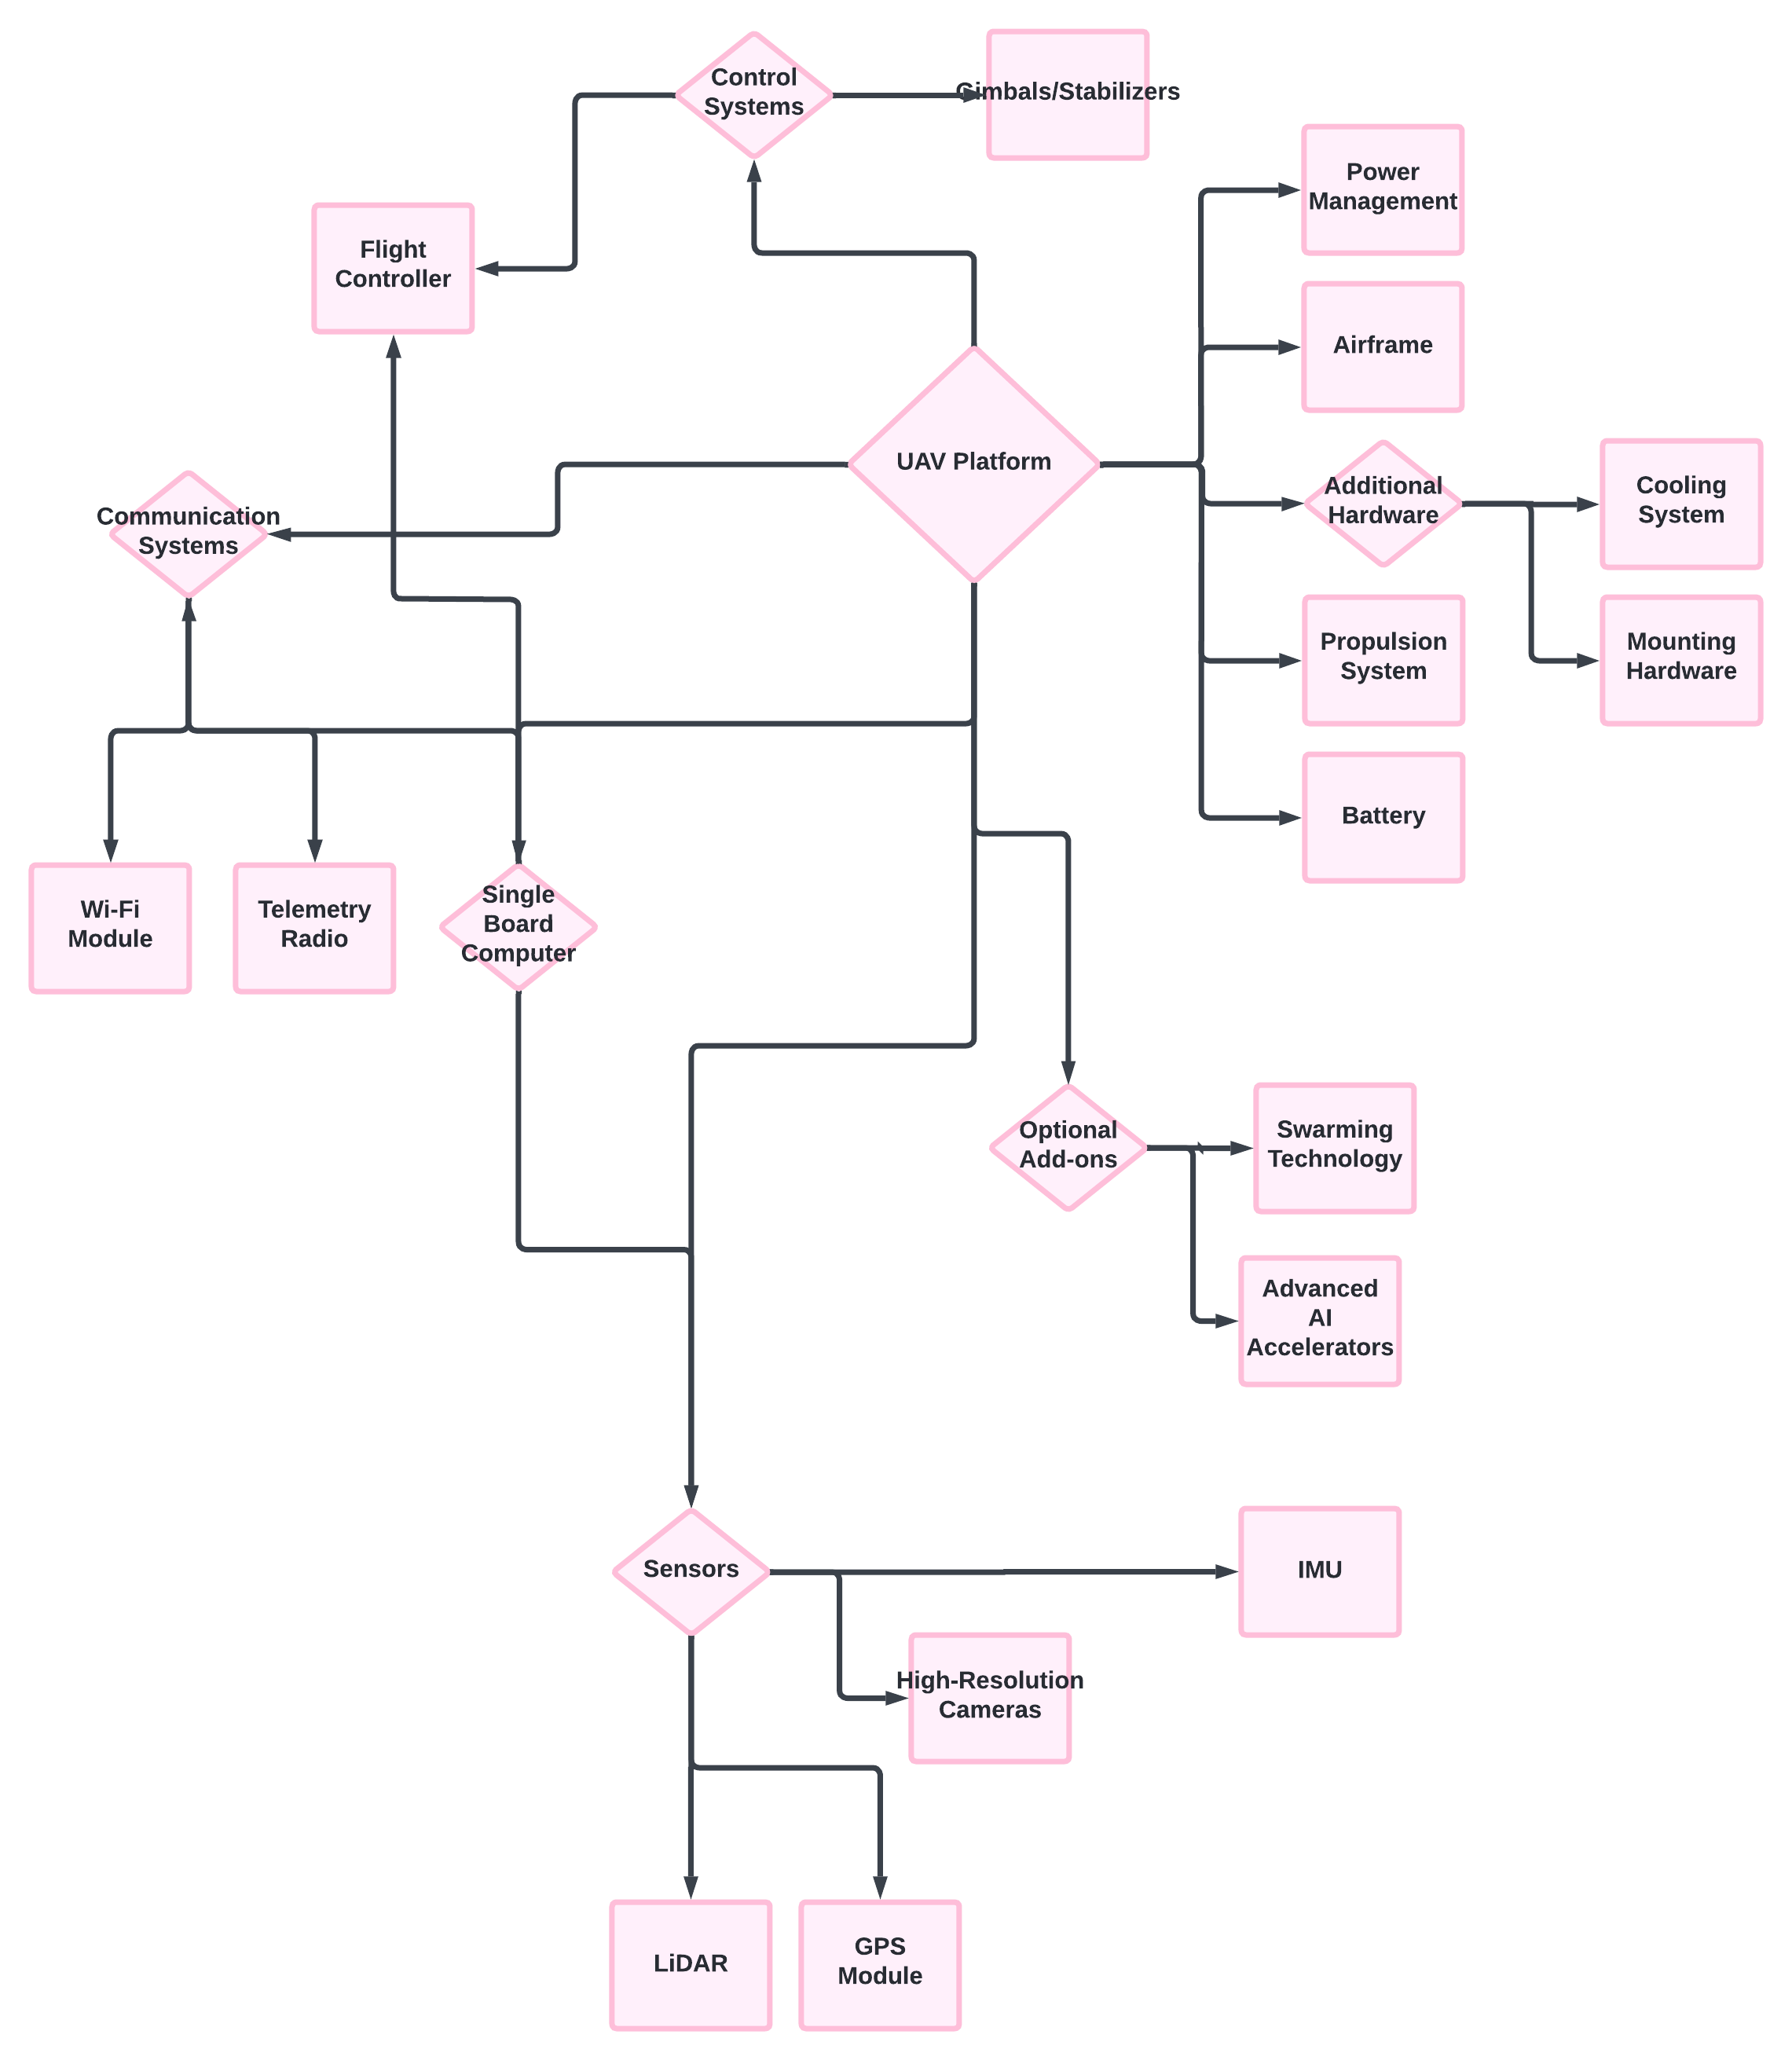 Control
Systems
Gimbals/Stabilizers
Power
Management
Flight
Controller
Airframe
UAV Platform
Additional
Hardware
Cooling
System
Communication
Systems
Propulsion
System
Mounting
Hardware
Battery
Wi-Fi
Module
Telemetry
Radio
Single
Board
Computer
Optional
Add-ons
Swarming
Technology
Advanced
AI
Accelerators
Sensors
IMU
High-Resolution
Cameras
LiDAR
GPS
Module